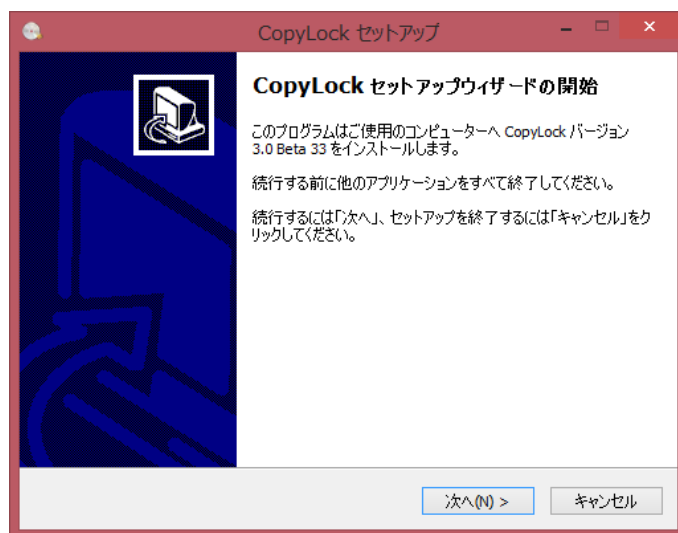 CopyLock セットアップ
CopyLock セットアップウィザードの開始
このプログラムはご使用のコンピューターへ CopyLock バージョン
3.0 Beta 33 をインストールします。
続行する前に他のアプリケーションをすべて終了してください。
続行するには「次へ」、セットアップを終了するには「キャンセル」をク
リックしてください。
次へ(N) >
キャンセル